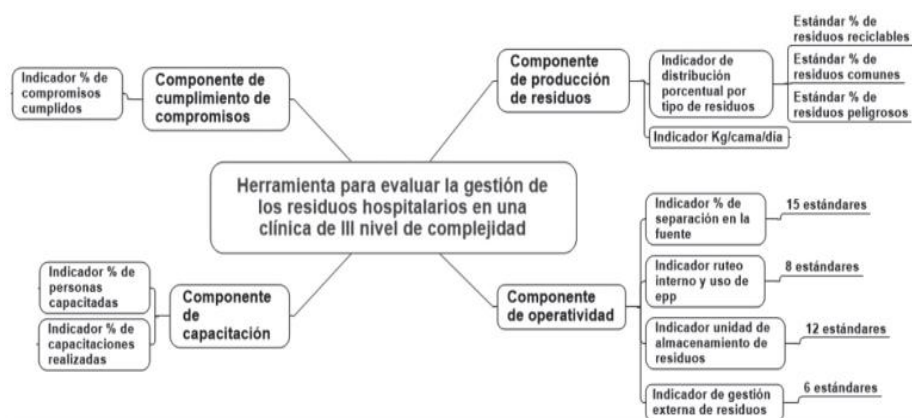 Indicador % de
compromisos
cumplidos
Componente de
cumplimiento de
compromisos
Componente
de producción
de residuos
Indicador de
distribución
porcentual por
tipo de residuos
Estándar % de
residuos reciclables
Estándar % de
residuos comunes
Estándar % de
residuos peligrosos
Indicador Kg/cama/día
Herramienta para evaluar la gestión de
los residuos hospitalarios en una
clínica de III nivel de complejidad
Indicador % de
personas
capacitadas
Indicador % de
capacitaciones
realizadas
Componente
de
capacitación
Componente
de operatividad
Indicador % de
separación en la
fuente
15 estándares
Indicador ruteo
interno y uso de
epp
8 estándares
Indicador unidad de
almacenamiento de
residuos
12 estándares
Indicador de gestión
externa de residuos
6 estándares